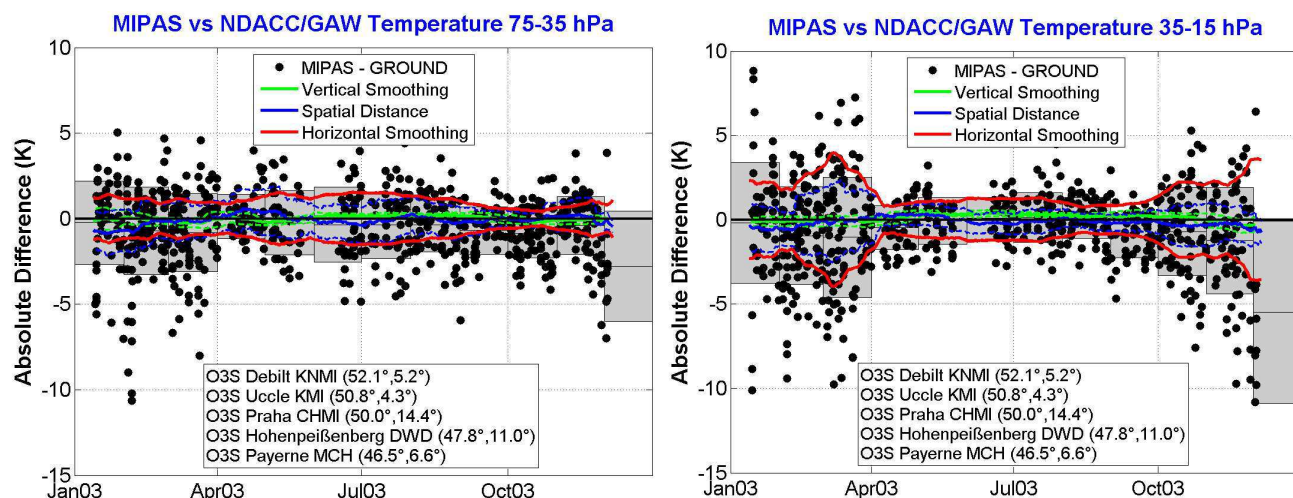 MIPAS vs NDACC/GAW Temperature 75-35 hPa
10
5
0
-5
-10
-15
Absolute Difference (K)
MIPAS - GROUND
Vertical Smoothing
Spatial Distance
Horizontal Smoothing
O3S Debilt KNMI (52.1°,5.2°)
O3S Uccle KMI (50.8°,4.3°)
O3S Praha CHMI (50.0°,14.4°)
O3S Hohenpeißenberg DWD (47.8°,11.0°)
O3S Payerne MCH (46.5°,6.6°)
Jan03 Apr03 Jul03 Oct03
MIPAS vs NDACC/GAW Temperature 35-15 hPa
10
5
0
-5
-10
-15
Absolute Difference (K)
MIPAS - GROUND
Vertical Smoothing
Spatial Distance
Horizontal Smoothing
O3S Debilt KNMI (52.1°,5.2°)
O3S Uccle KMI (50.8°,4.3°)
O3S Praha CHMI (50.0°,14.4°)
O3S Hohenpeißenberg DWD (47.8°,11.0°)
O3S Payerne MCH (46.5°,6.6°)
Jan03 Apr03 Jul03 Oct03